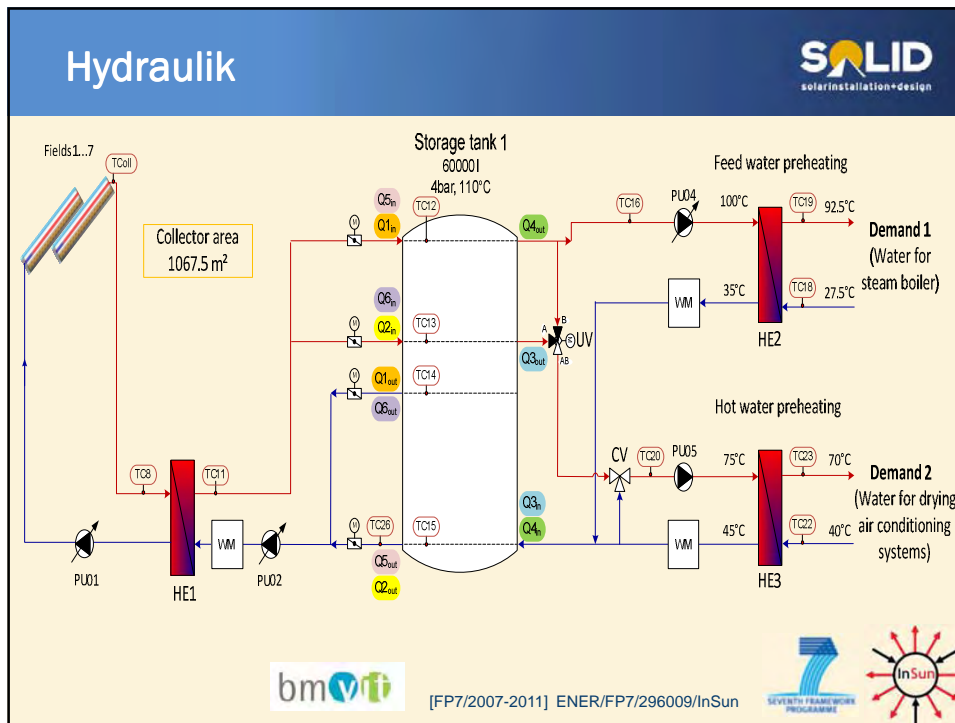 Hydraulik
SOLID
solarinstallation+design
Fields1...7
TColl
Collector area
1067.5 m²
Storage tank 1
60000 l
4bar, 110°C
Q5in
Q1in
M
TC12
Q4out
TC16
PU04
Feed water preheating
100°C
TC19
92.5°C
Demand 1
(Water for
steam boiler)
35°C
WM
TC18
27.5°C
HE2
Q6in
Q2in
M
TC13
A
B
AB
M
UV
Q3out
M
Q1out
Q6out
TC14
Hot water preheating
TC8
TC11
CV
TC20
PU05
75°C
TC23
70°C
Demand 2
(Water for drying
air conditioning
systems)
45°C
WM
TC22
40°C
HE3
Q3in
Q4in
M
TC26
TC15
Q5out
Q2out
PU01
HE1
WM
PU02
bmvit
[FP7/2007-2011] ENER/FP7/296009/InSun
7
SEVENTH FRAMEWORK
PROGRAMME
InSun